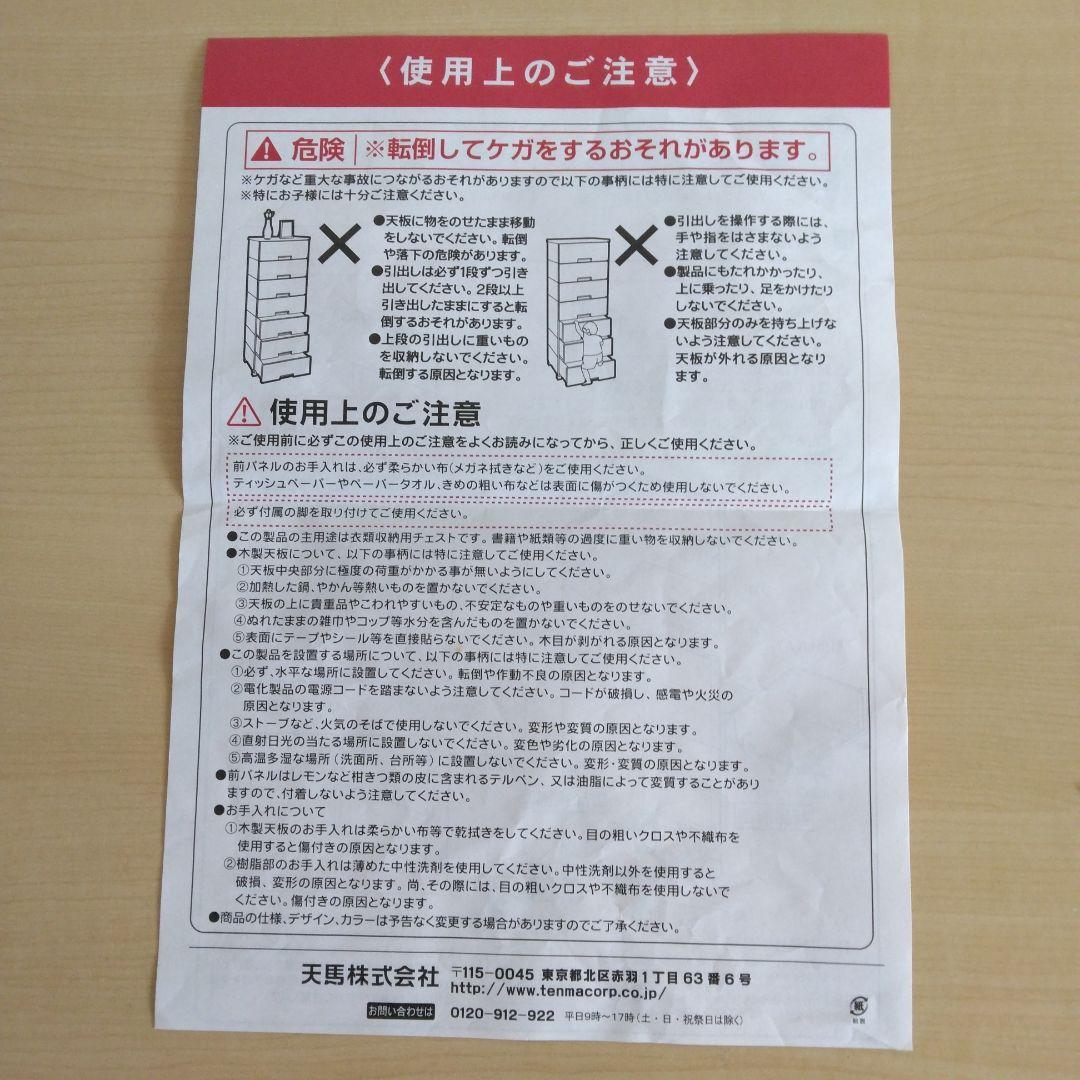 〈使用上のご注意〉
危険 ※転倒してケガをするおそれがあります。
※ケガなど重大な事故につながるおそれがありますので以下の事柄には特に注意してご使用ください。
※特にお子様には十分ご注意ください。
●天板に物をのせたまま移動
をしないでください。転倒
や落下の危険があります。
●引出しは必ず1段ずつ引き
出してください。2段以上
引き出したままにすると転
倒するおそれがあります。
●上段の引出しに重いもの
を収納しないでください。
転倒する原因となります。
●引出しを操作する際には、
手や指をはさまないよう
注意してください。
●製品にもたれかかったり、
上に乗ったり、足をかけたり
しないでください。
●天板部分のみを持ち上げな
いよう注意してください。
天板が外れる原因となり
ます。
使用上のご注意
※ご使用前に必ずこの使用上のご注意をよくお読みになってから、正しくご使用ください。
前パネルのお手入れは、必ず柔らかい布(メガネ拭きなど)をご使用ください。
ティッシュペーパーやペーパータオル、きめの粗い布などは表面に傷がつくため使用しないでください。
必ず付属の脚を取り付けてご使用ください。
●この製品の主用途は衣類収納用チェストです。書籍や紙類等の過度に重い物を収納しないでください。
●木製天板について、以下の事柄には特に注意してご使用ください。
①天板中央部分に極度の荷重がかかる事が無いようにしてください。
②加熱した鍋、やかん等熱いものを置かないでください。
③天板の上に貴重品やこわれやすいもの、不安定なものや重いものをのせないでください。
④ぬれたままの雑巾やコップ等水分を含んだものを置かないでください。
⑤表面にテープやシール等を直接貼らないでください。木目が剥がれる原因となります。
●この製品を設置する場所について、以下の事柄には特に注意してご使用ください。
①必ず、水平な場所に設置してください。転倒や作動不良の原因となります。
②電化製品の電源コードを踏まないよう注意してください。コードが破損し、感電や火災の
原因となります。
③ストーブなど、火気のそばで使用しないでください。変形や変質の原因となります。
④直射日光の当たる場所に設置しないでください。変色や劣化の原因となります。
⑤高温多湿な場所(洗面所、台所等)に設置しないでください。変形・変質の原因となります。
●前パネルはレモンなど柑きつ類の皮に含まれるテルペン、又は油脂によって変質することがあり
ますので、付着しないよう注意してください。
●お手入れについて
①木製天板のお手入れは柔らかい布等で乾拭きをしてください。目の粗いクロスや不織布を
使用すると傷付きの原因となります。
②樹脂部のお手入れは薄めた中性洗剤を使用してください。中性洗剤以外を使用すると
破損、変形の原因となります。尚、その際には、目の粗いクロスや不織布を使用しないで
ください。傷付きの原因となります。
●商品の仕様、デザイン、カラーは予告なく変更する場合がありますのでご了承ください。
天馬株式会社 〒115-0045 東京都北区赤羽1丁目63番6号
http://www.tenmacorp.co.jp/
お問い合わせは 0120-912-922 平日9時～17時(土・日・祝祭日は除く)
紙